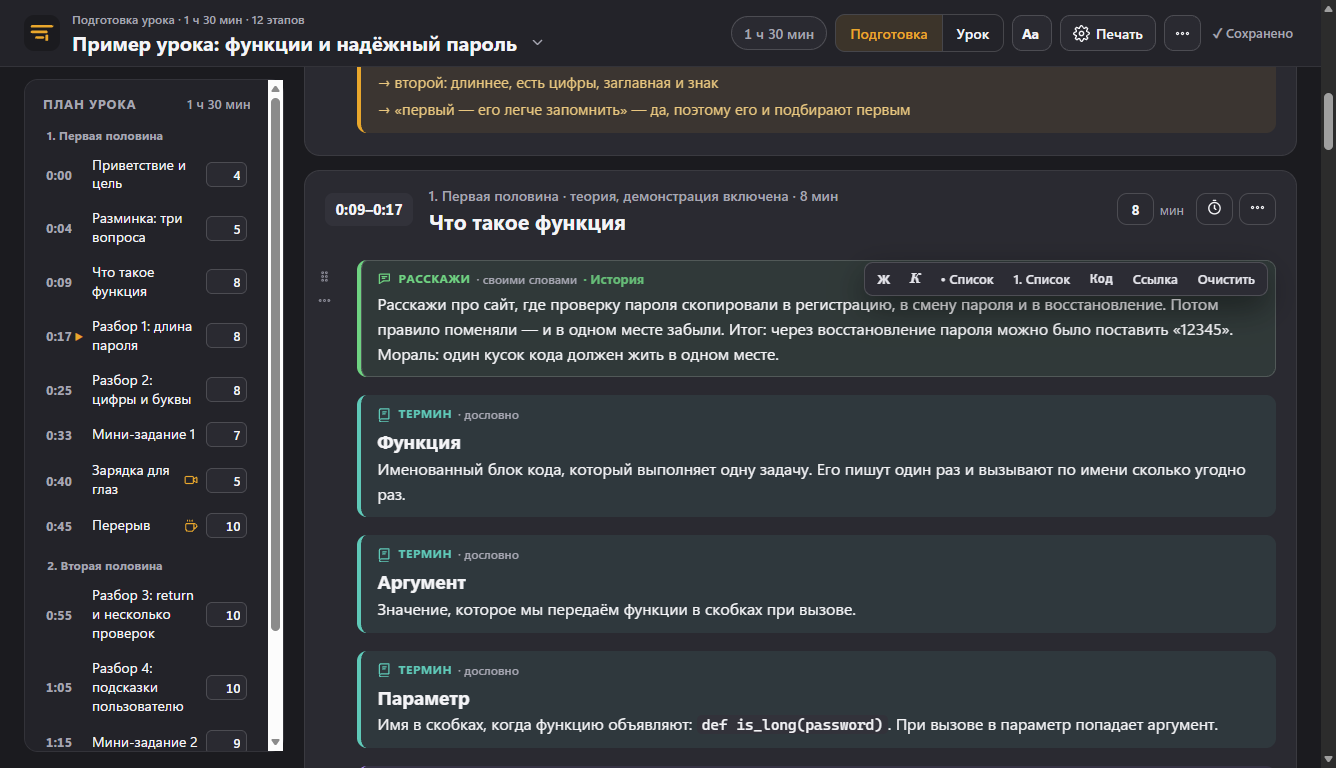 Подготовка урока · 1 ч 30 мин · 12 этапов
Пример урока: функции и надёжный пароль
1 ч 30 мин
Подготовка
Урок
Aa
Печать
✓ Сохранено
ПЛАН УРОКА 1 ч 30 мин
1. Первая половина
0:00 Приветствие и цель 4
0:04 Разминка: три вопроса 5
0:09 Что такое функция 8
0:17 Разбор 1: длина пароля 8
0:25 Разбор 2: цифры и буквы 8
0:33 Мини-задание 1 7
0:40 Зарядка для глаз 5
0:45 Перерыв 10
2. Вторая половина
0:55 Разбор 3: return и несколько проверок 10
1:05 Разбор 4: подсказки пользователю 10
1:15 Мини-задание 2 9
→ второй: длиннее, есть цифры, заглавная и знак
→ «первый — его легче запомнить» — да, поэтому его и подбирают первым
0:09–0:17
1. Первая половина · теория, демонстрация включена · 8 мин
Что такое функция
8 мин
РАССКАЖИ · своими словами · История
Ж К • Список 1. Список Код Ссылка Очистить
Расскажи про сайт, где проверку пароля скопировали в регистрацию, в смену пароля и в восстановление. Потом
правило поменяли — и в одном месте забыли. Итог: через восстановление пароля можно было поставить «12345».
Мораль: один кусок кода должен жить в одном месте.
ТЕРМИН · дословно
Функция
Именованный блок кода, который выполняет одну задачу. Его пишут один раз и вызывают по имени сколько угодно
раз.
ТЕРМИН · дословно
Аргумент
Значение, которое мы передаём функции в скобках при вызове.
ТЕРМИН · дословно
Параметр
Имя в скобках, когда функцию объявляют: def is_long(password). При вызове в параметр попадает аргумент.